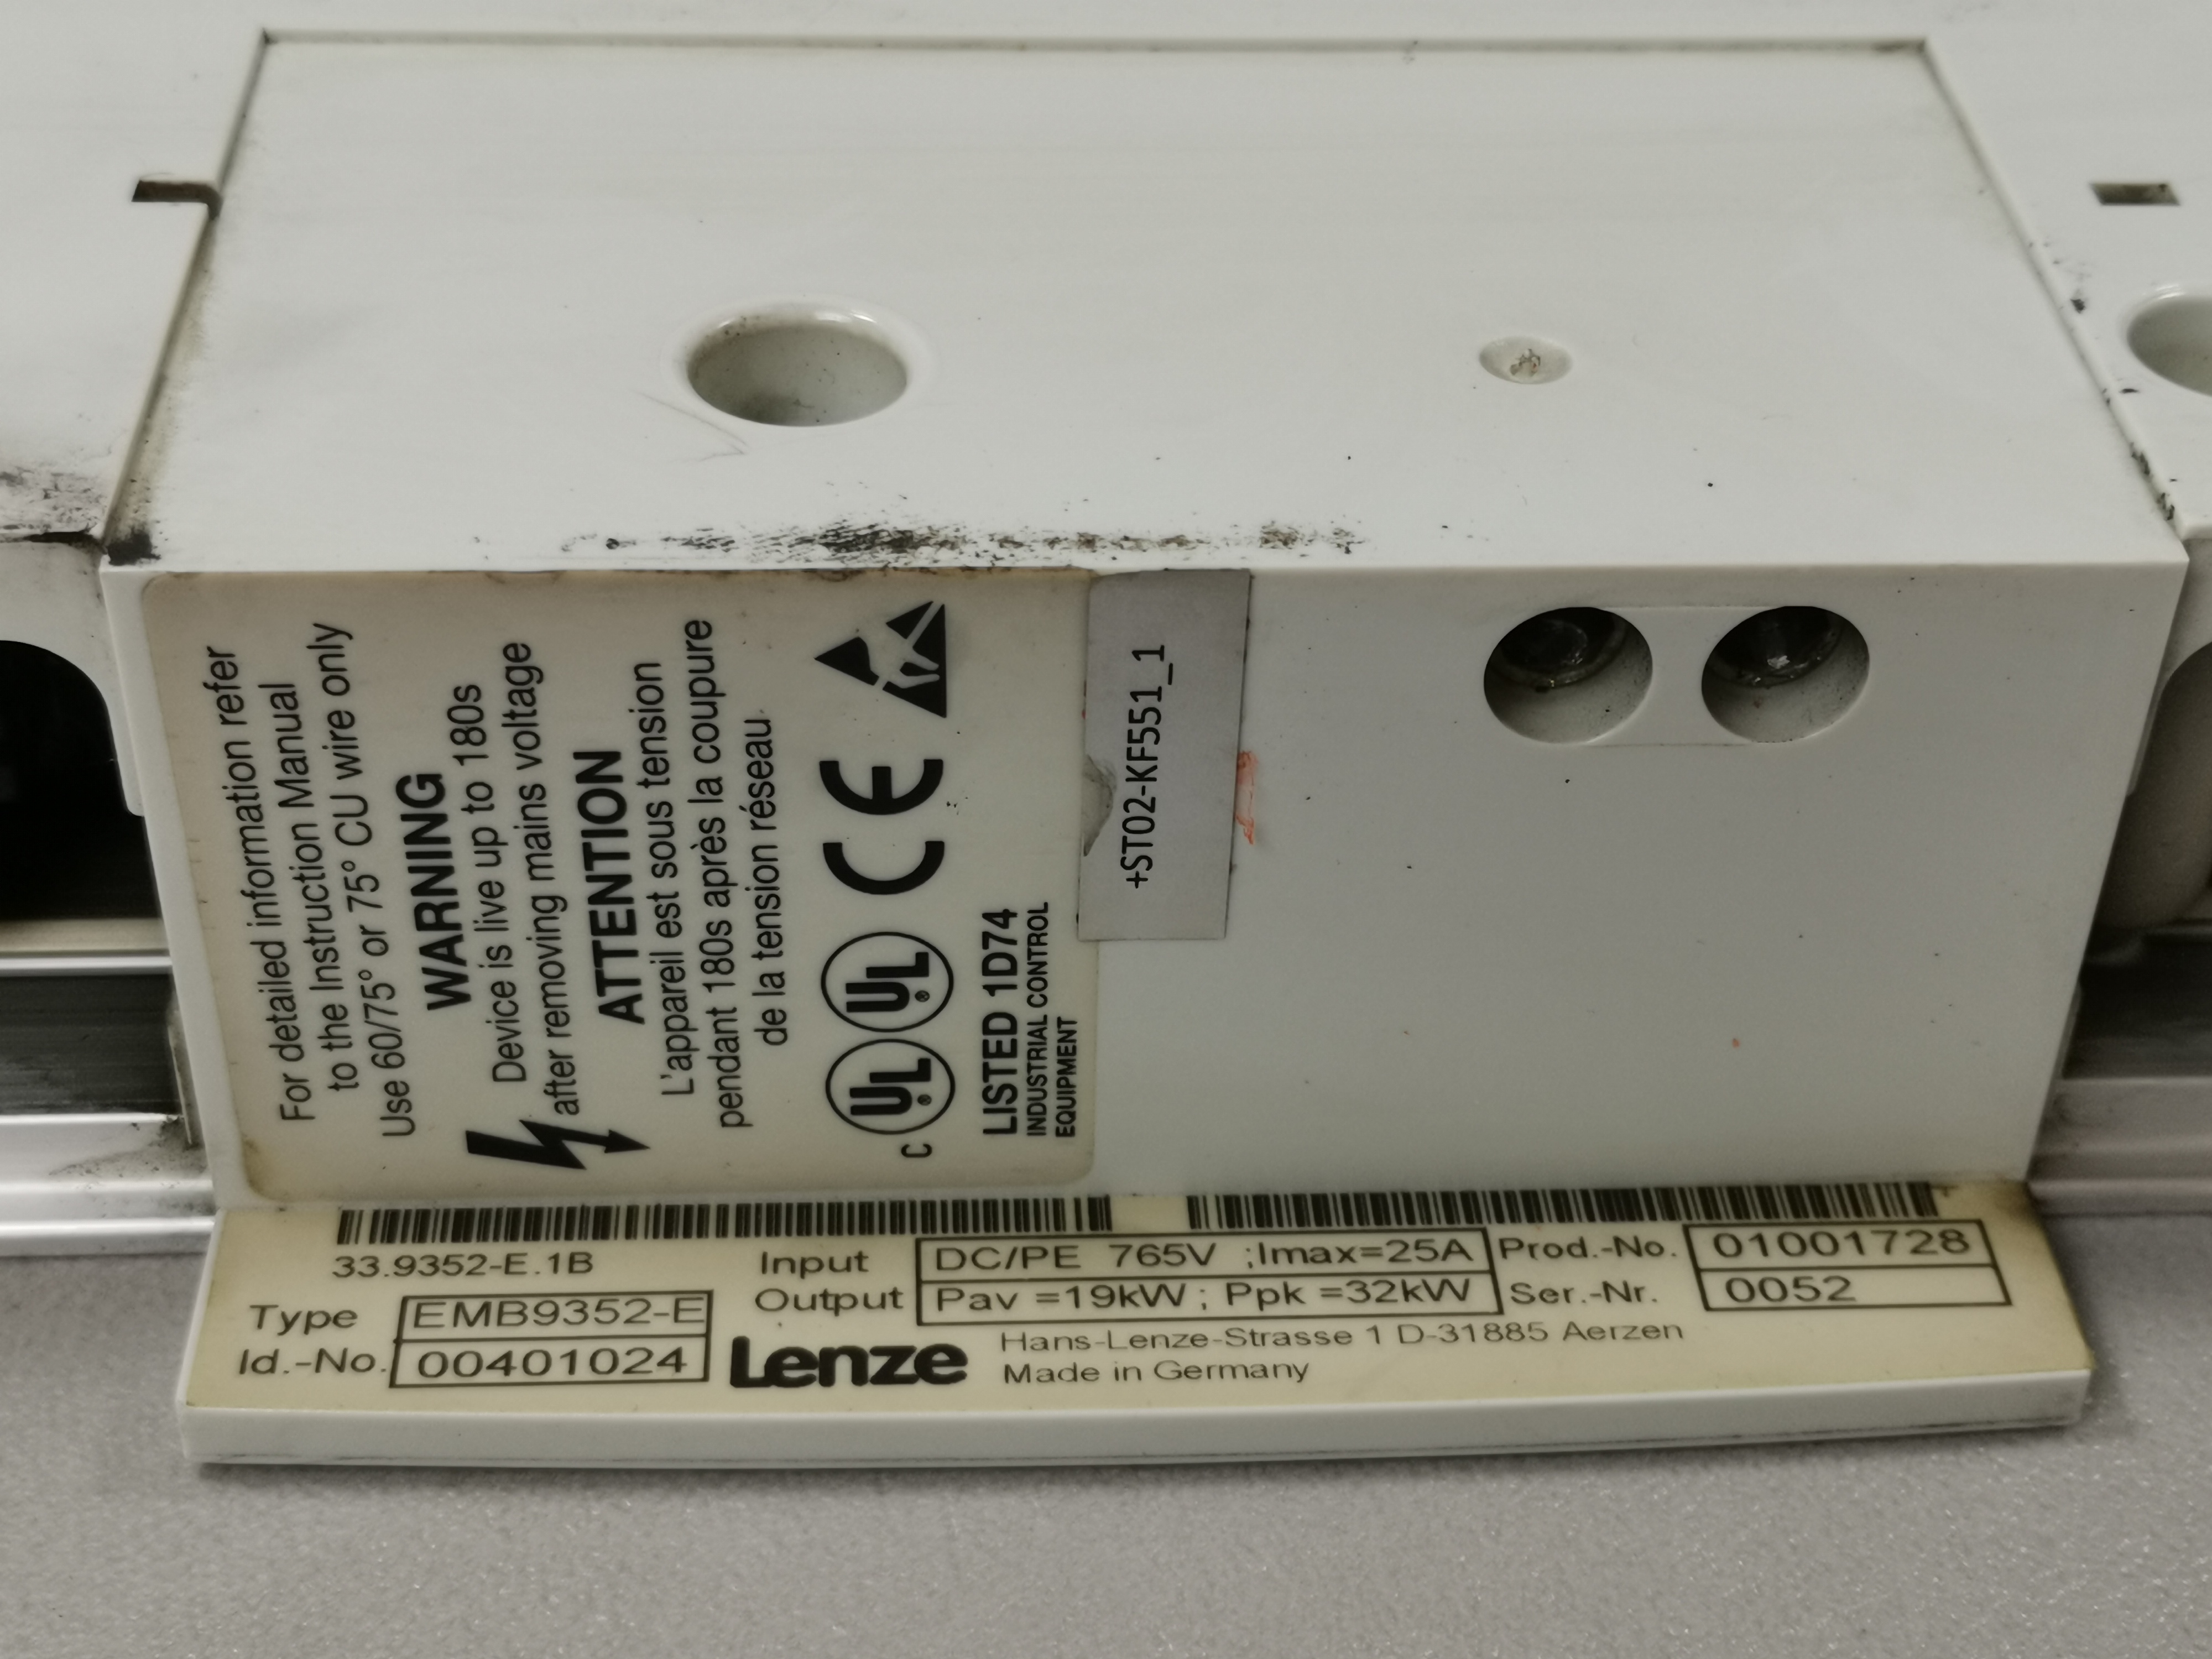 For detailed information refer
to the Instruction Manual
Use 60/75° or 75° CU wire only
WARNING
Device is live up to 180s
after removing mains voltage
ATTENTION
L'appareil est sous tension
pendant 180s après la coupure
de la tension réseau
C UL UL CE
LISTED 1D74
INDUSTRIAL CONTROL
EQUIPMENT
+ST02-KF551_1
33.9352-E.1B
Type EMB9352-E
Id.-No. 00401024
Input DC/PE 765V ;Imax=25A
Output Pav =19kW ; Ppk =32kW
Prod.-No. 01001728
Ser.-Nr. 0052
Lenze
Hans-Lenze-Strasse 1 D-31885 Aerzen
Made in Germany